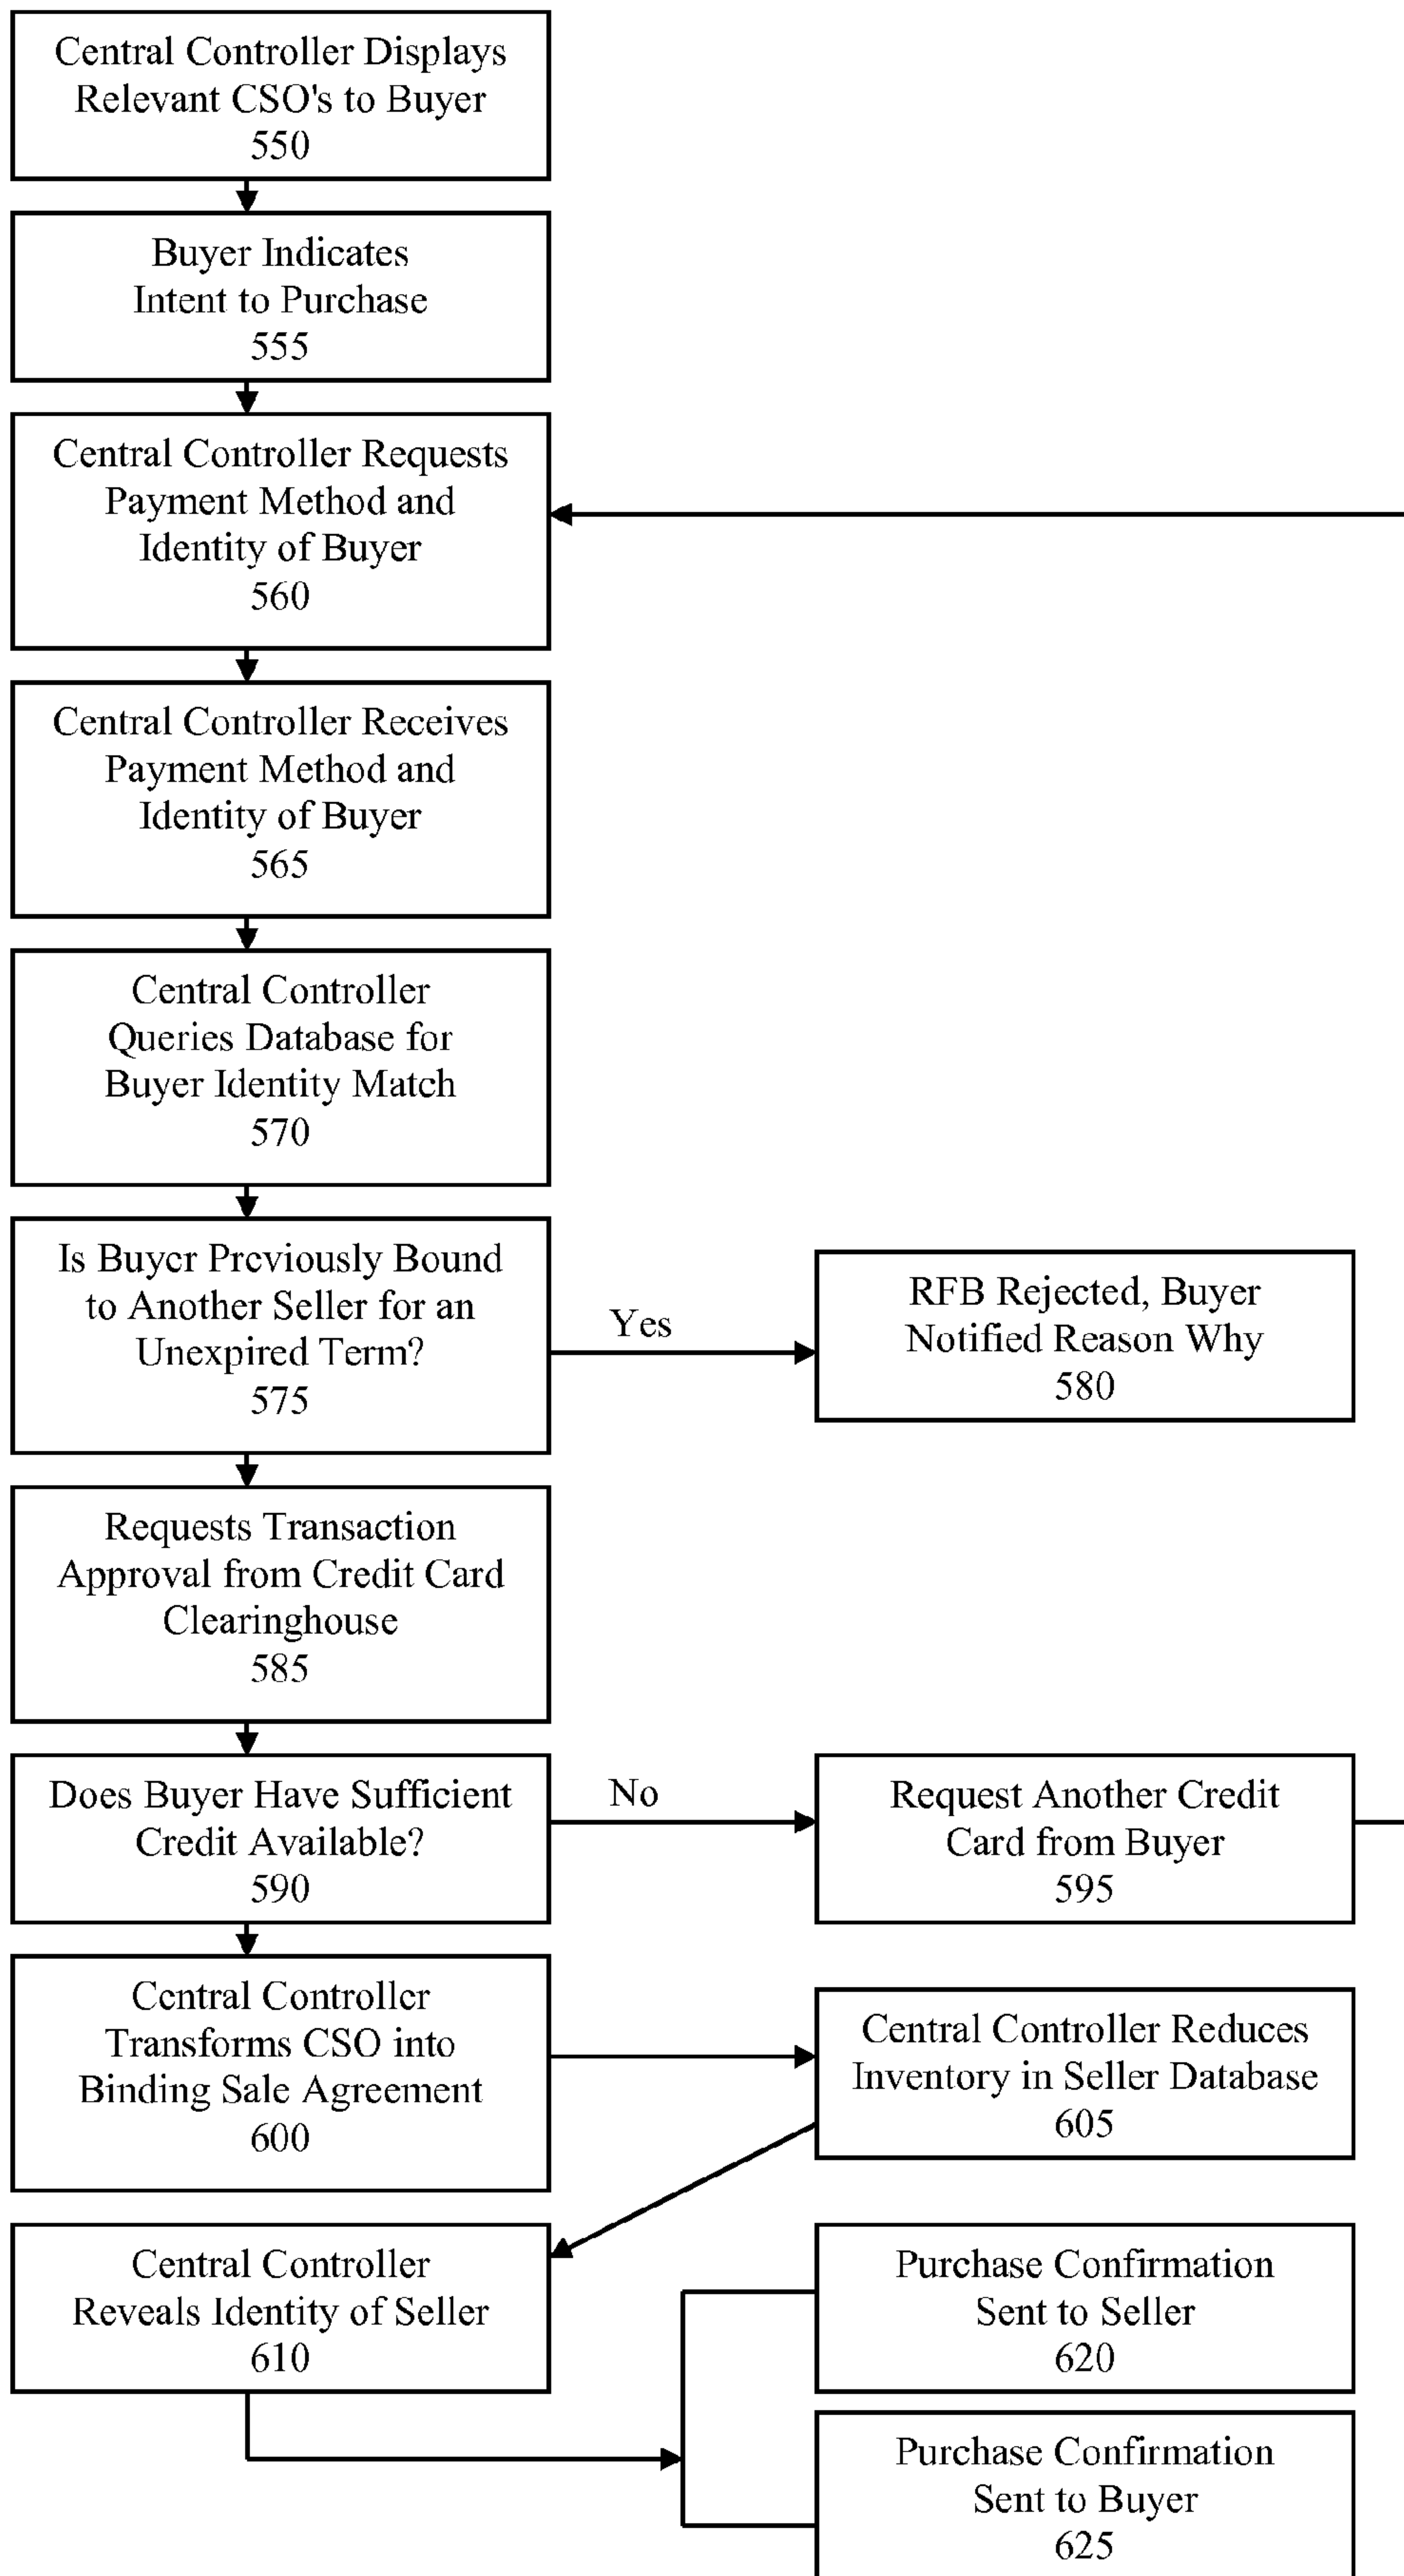 Central Controller Displays
Relevant CSO's to Buyer
550
Buyer Indicates
Intent to Purchase
555
Central Controller Requests
Payment Method and
Identity of Buyer
560
Central Controller Receives
Payment Method and
Identity of Buyer
565
Central Controller
Queries Database for
Buyer Identity Match
570
Is Buyer Previously Bound
to Another Seller for an
Unexpired Term?
575
Yes
RFB Rejected, Buyer
Notified Reason Why
580
Requests Transaction
Approval from Credit Card
Clearinghouse
585
Does Buyer Have Sufficient
Credit Available?
590
No
Request Another Credit
Card from Buyer
595
Central Controller
Transforms CSO into
Binding Sale Agreement
600
Central Controller Reduces
Inventory in Seller Database
605
Central Controller
Reveals Identity of Seller
610
Purchase Confirmation
Sent to Seller
620
Purchase Confirmation
Sent to Buyer
625